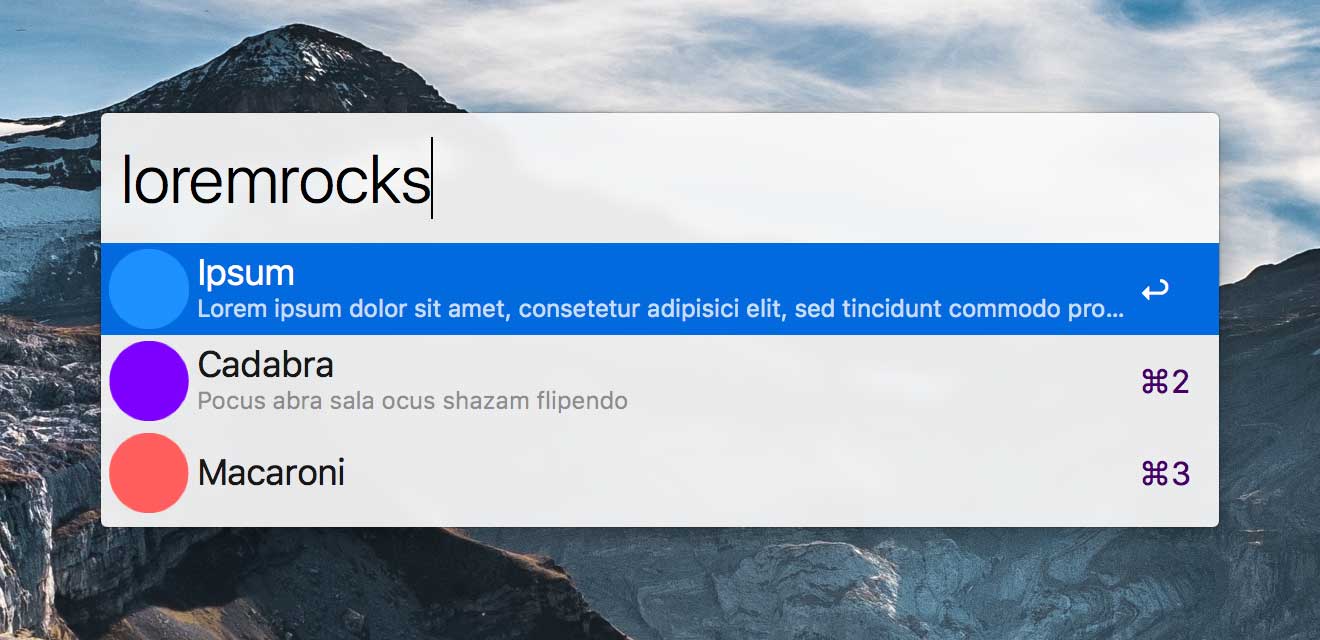 loremrocks
Ipsum
Lorem ipsum dolor sit amet, consetetur adipisici elit, sed tincidunt commodo pro…
Cadabra
Pocus abra sala ocus shazam flipendo
⌘2
Macaroni
⌘3